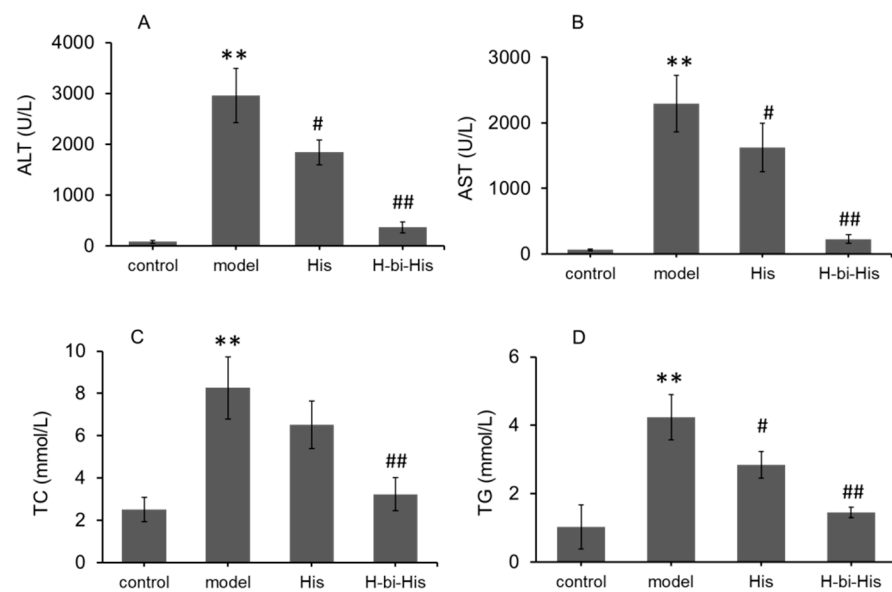 A
ALT (U/L)
4000
3000
2000
1000
0
**
#
##
control model His H-bi-His
B
AST (U/L)
3000
2000
1000
0
**
#
##
control model His H-bi-His
C
TC (mmol/L)
10
8
6
4
2
0
**
##
control model His H-bi-His
D
TG (mmol/L)
6
4
2
0
**
#
##
control model His H-bi-His